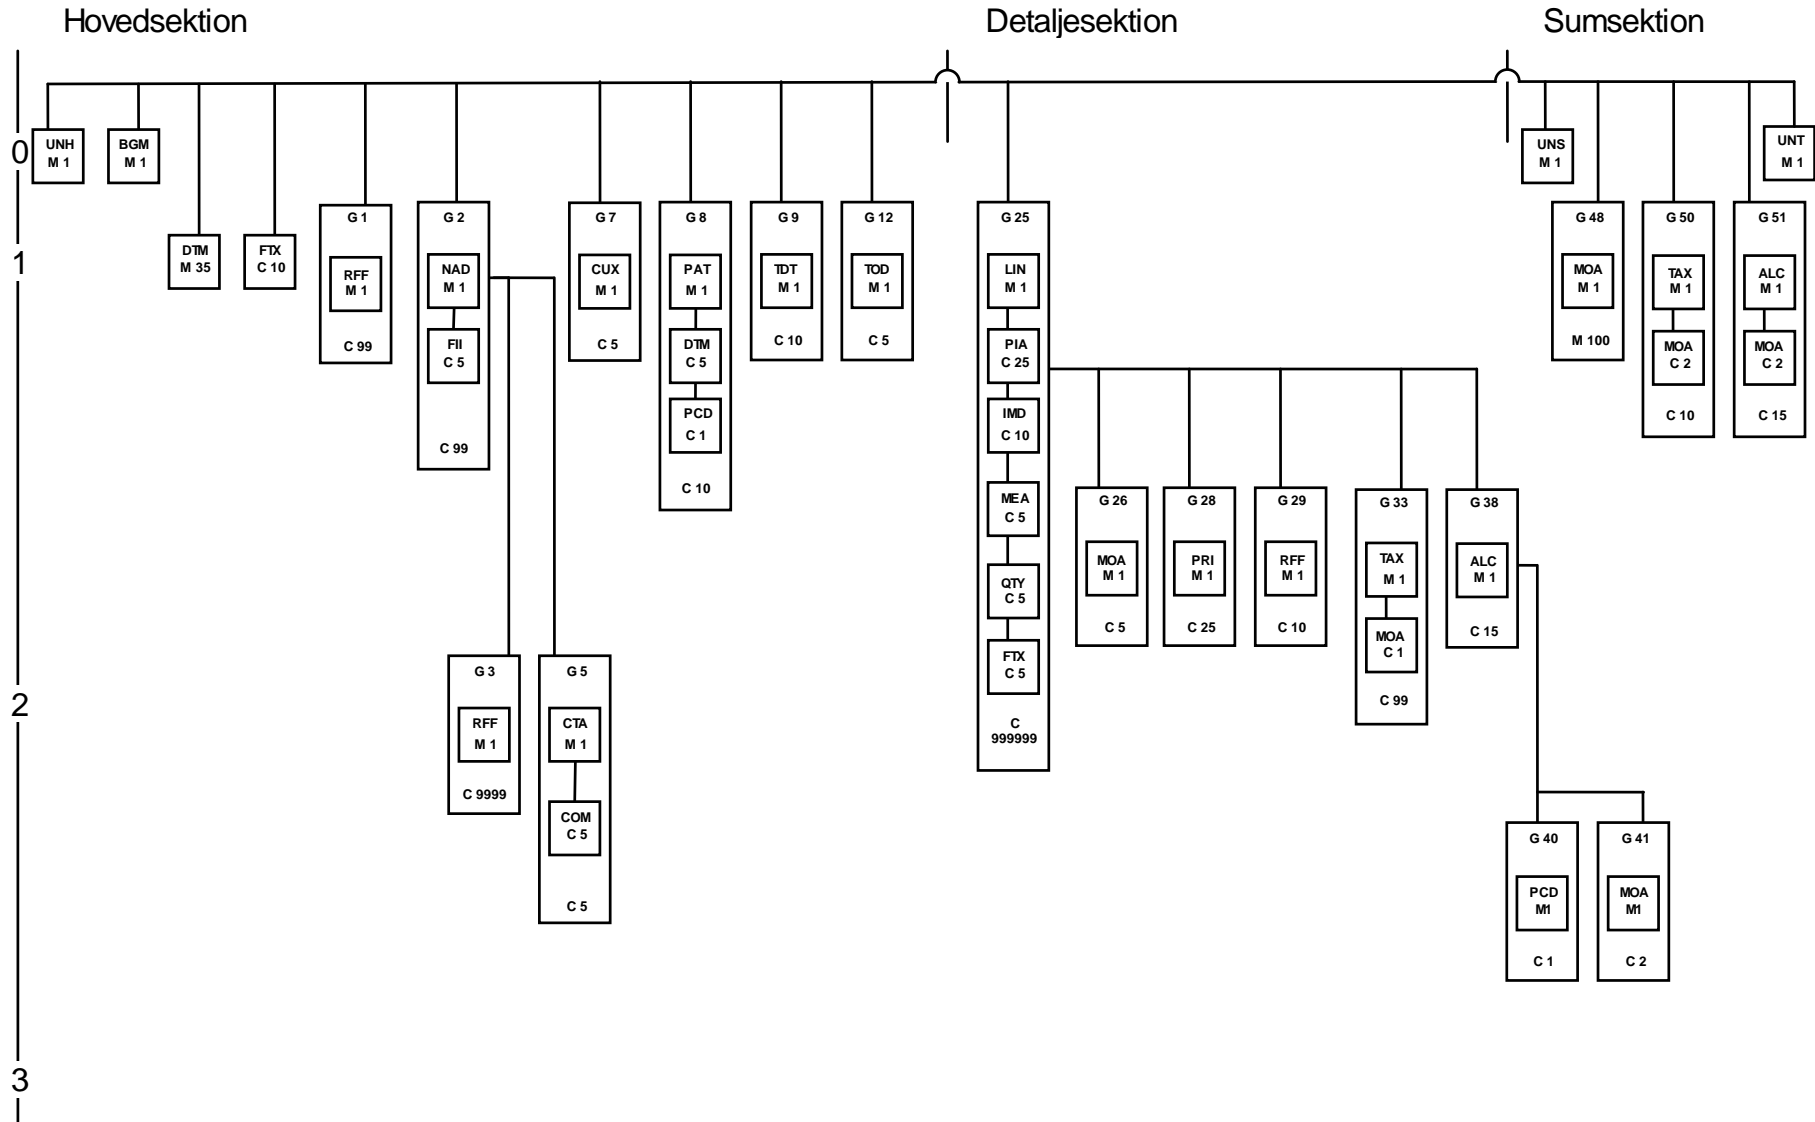 Hovedsektion
Detaljesektion
Sumsektion
0
UNH
M 1
BGM
M 1
UNS
M 1
UNT
M 1
1
DTM
M 35
FTX
C 10
G 1
RFF
M 1
C 99
G 2
NAD
M 1
FII
C 5
C 99
G 7
CUX
M 1
C 5
G 8
PAT
M 1
DTM
C 5
PCD
C 1
C 10
G 9
TDT
M 1
C 10
G 12
TOD
M 1
C 5
G 25
LIN
M 1
PIA
C 25
IMD
C 10
MEA
C 5
QTY
C 5
FTX
C 5
C
999999
G 48
MOA
M 1
M 100
G 50
TAX
M 1
MOA
C 2
C 10
G 51
ALC
M 1
MOA
C 2
C 15
2
G 3
RFF
M 1
C 9999
G 5
CTA
M 1
COM
C 5
C 5
G 26
MOA
M 1
C 5
G 28
PRI
M 1
C 25
G 29
RFF
M 1
C 10
G 33
TAX
M 1
MOA
C 1
C 99
G 38
ALC
M 1
C 15
G 40
PCD
M1
C 1
G 41
MOA
M1
C 2
3